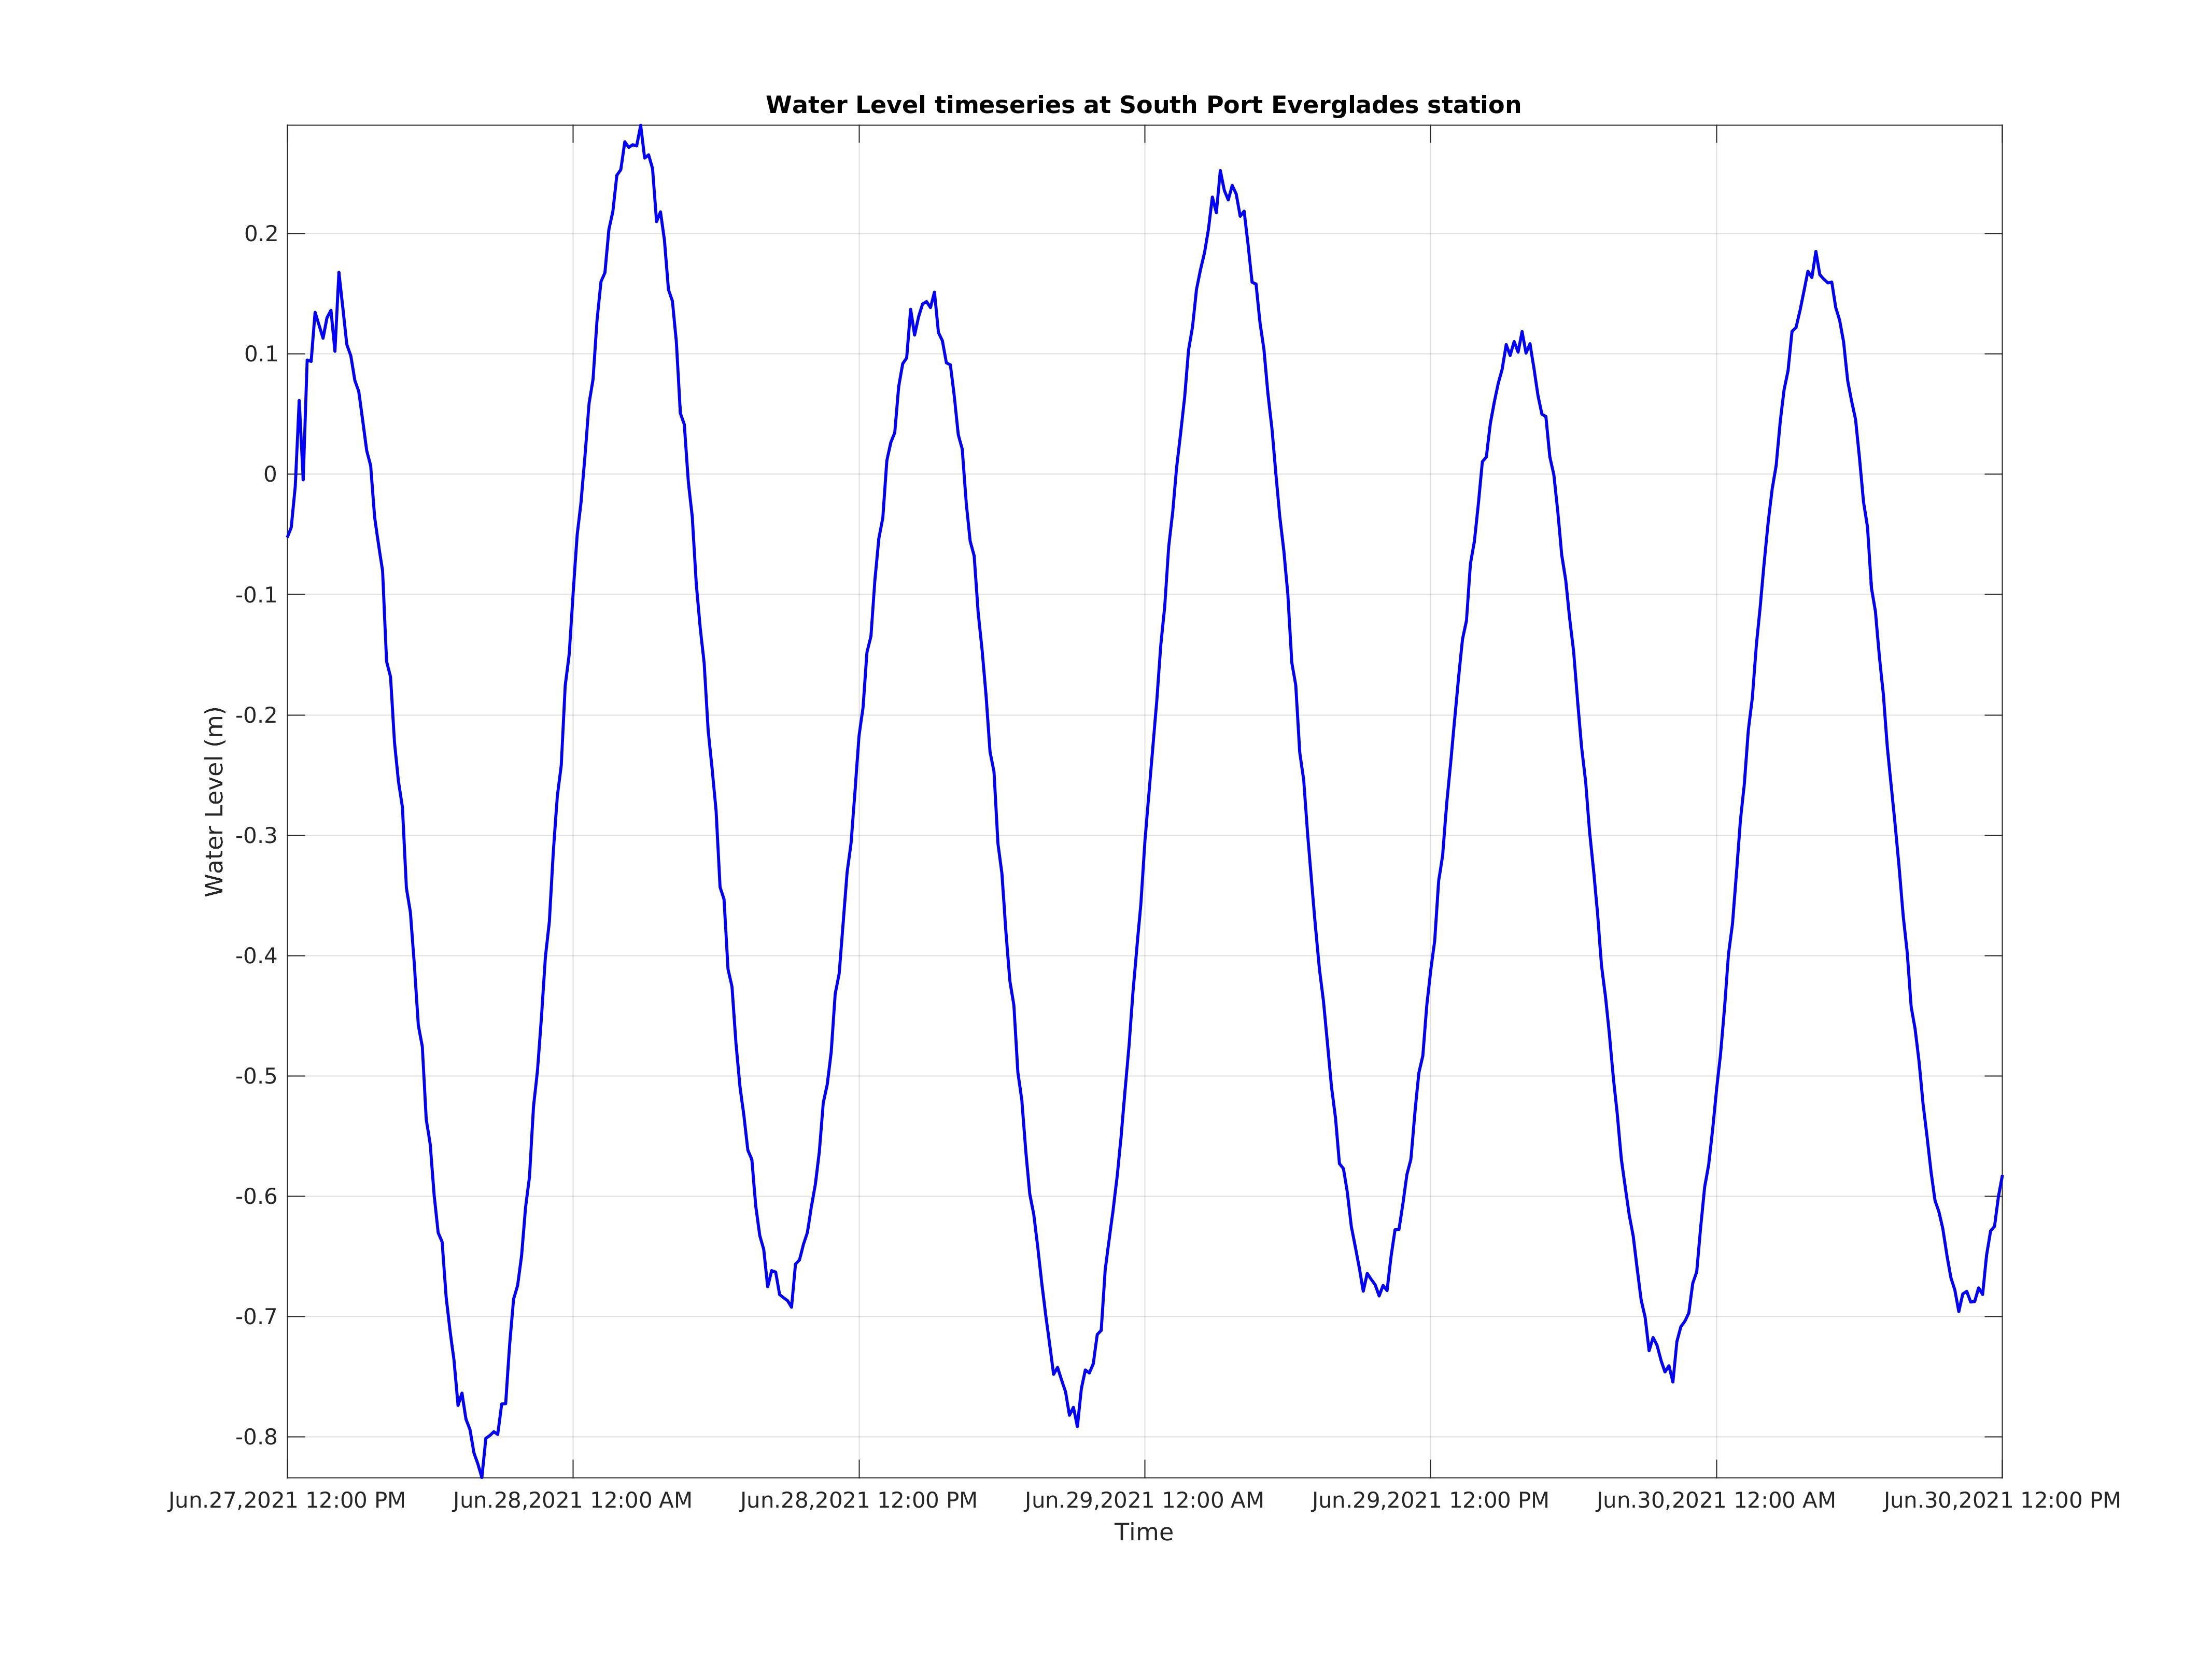 Water Level timeseries at South Port Everglades station
0.2
0.1
0
-0.1
-0.2
-0.3
-0.4
-0.5
-0.6
-0.7
-0.8
Water Level (m)
Jun.27,2021 12:00 PM Jun.28,2021 12:00 AM Jun.28,2021 12:00 PM Jun.29,2021 12:00 AM Jun.29,2021 12:00 PM Jun.30,2021 12:00 AM Jun.30,2021 12:00 PM
Time